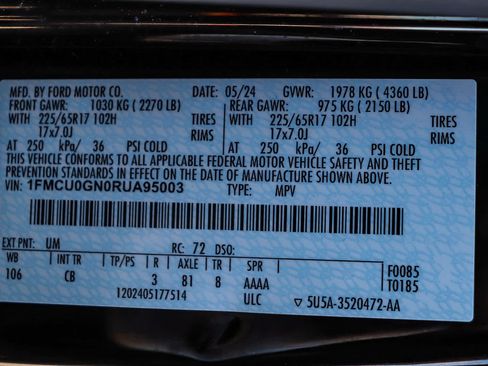 MFD. BY FORD MOTOR CO. DATE: 05/24 GVWR: 1978 KG ( 4360 LB)
FRONT GAWR: 1030 KG ( 2270 LB) REAR GAWR: 975 KG ( 2150 LB)
WITH 225/65R17 102H TIRES WITH 225/65R17 102H TIRES
17x7.0J RIMS 17x7.0J RIMS
AT 250 kPa/ 36 PSI COLD AT 250 kPa/ 36 PSI COLD
THIS VEHICLE CONFORMS TO ALL APPLICABLE FEDERAL MOTOR VEHICLE SAFETY AND THEFT
PREVENTION STANDARDS IN EFFECT ON THE DATE OF MANUFACTURE SHOWN ABOVE.
VIN: 1FMCU0GN0RUA95003 TYPE: MPV
EXT PNT: UM RC: 72 DSO:
WB INT TR TP/PS R AXLE TR SPR F0085
106 CB 3 81 8 AAAA T0185
1202405177514 ULC ▽ 5U5A-3520472-AA